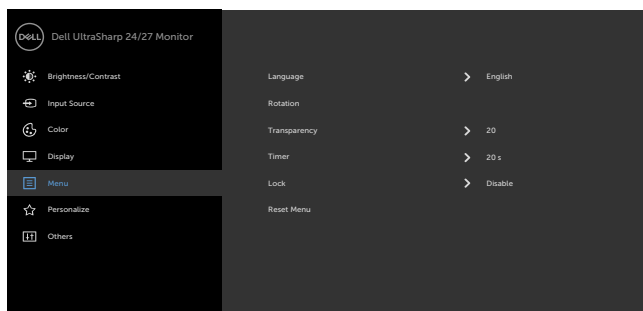 DELL Dell UltraSharp 24/27 Monitor
Brightness/Contrast
Language
English
Input Source
Rotation
Color
Transparency
20
Display
Timer
20 s
Menu
Lock
Disable
Personalize
Reset Menu
Others